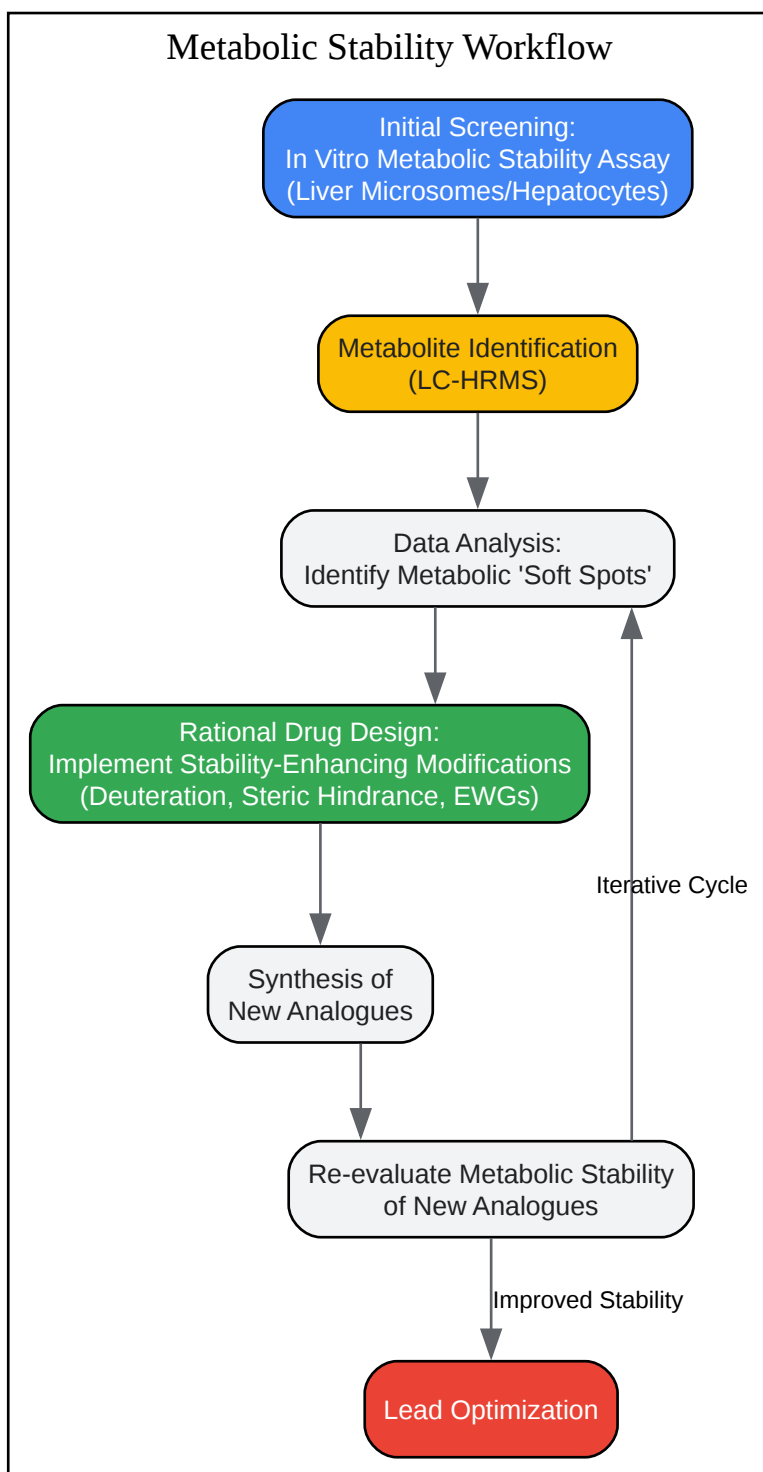 Metabolic Stability Workflow
Initial Screening:
In Vitro Metabolic Stability Assay
(Liver Microsomes/Hepatocytes)
Metabolite Identification
(LC-HRMS)
Data Analysis:
Identify Metabolic 'Soft Spots'
Rational Drug Design:
Implement Stability-Enhancing Modifications
(Deuteration, Steric Hindrance, EWGs)
Iterative Cycle
Synthesis of
New Analogues
Re-evaluate Metabolic Stability
of New Analogues
Improved Stability
Lead Optimization